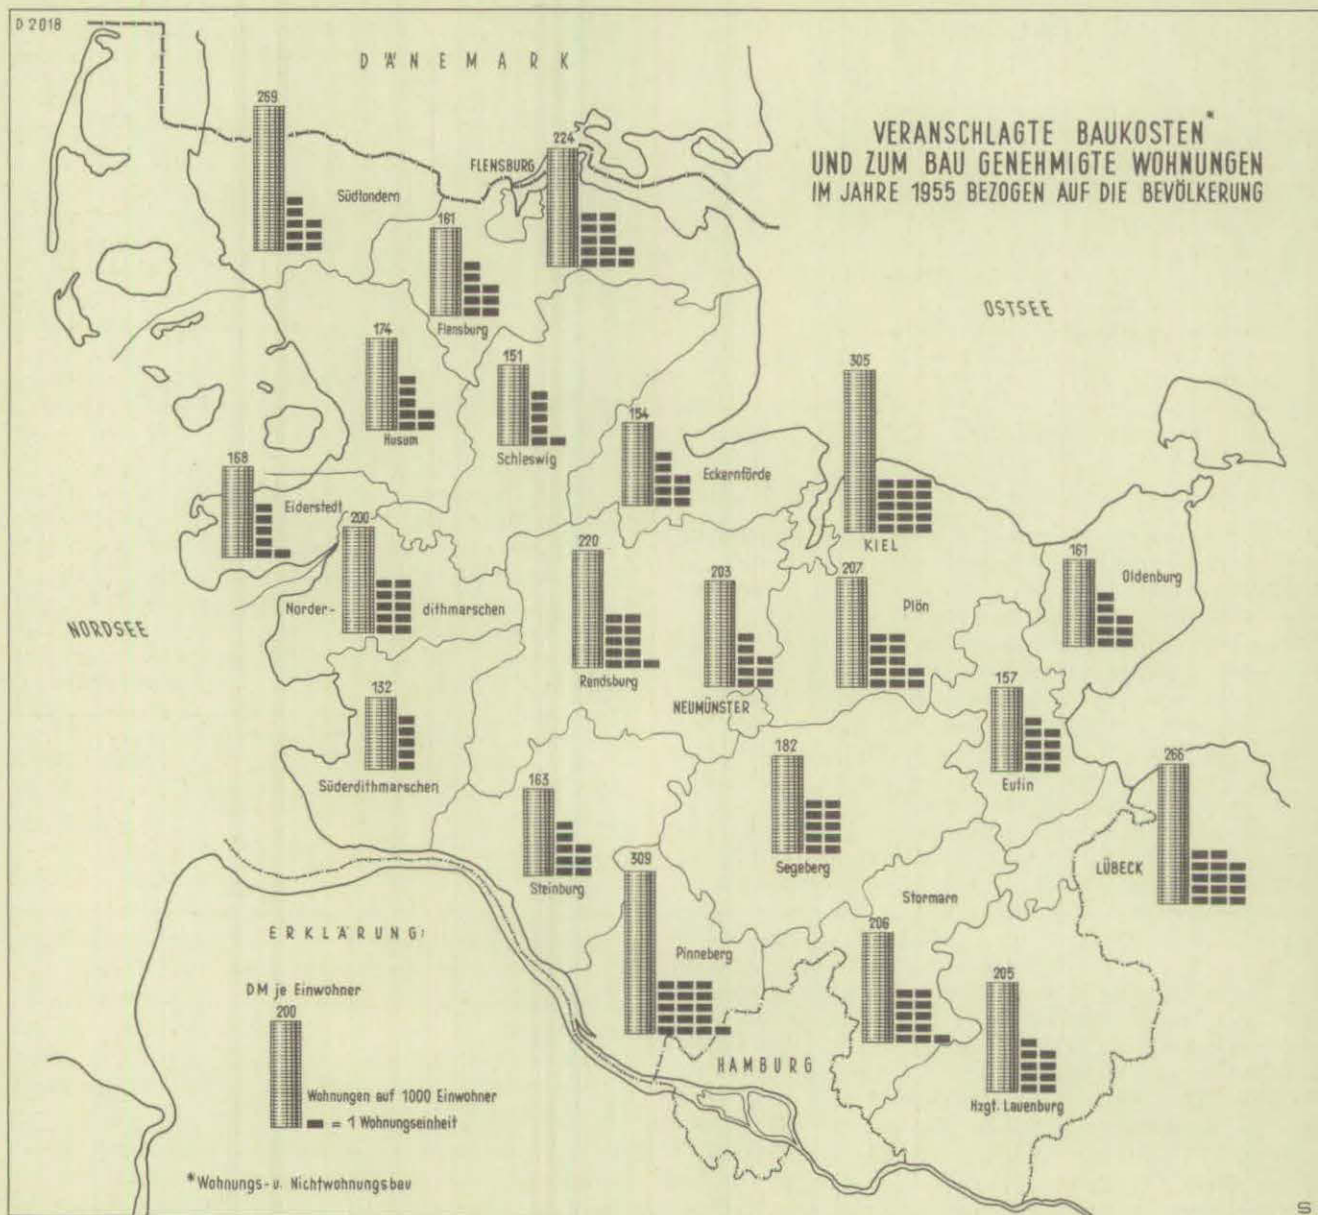 D 2018
DÄNEMARK
VERANSCHLAGTE BAUKOSTEN*
UND ZUM BAU GENEHMIGTE WOHNUNGEN
IM JAHRE 1955 BEZOGEN AUF DIE BEVÖLKERUNG
269
Südtondern
FLENSBURG
224
161
Flensburg
OSTSEE
174
Husum
151
Schleswig
154
Eckernförde
305
KIEL
168
Eiderstedt
200
Norder-dithmarschen
NORDSEE
220
Rendsburg
203
NEUMÜNSTER
207
Plön
161
Oldenburg
132
Süderdithmarschen
157
Eutin
163
Steinburg
182
Segeberg
266
LÜBECK
309
Pinneberg
Stormarn
206
205
Hzgt. Lauenburg
HAMBURG
ERKLÄRUNG:
DM je Einwohner
200
Wohnungen auf 1000 Einwohner
= 1 Wohnungseinheit
*Wohnungs- u. Nichtwohnungsbau
S